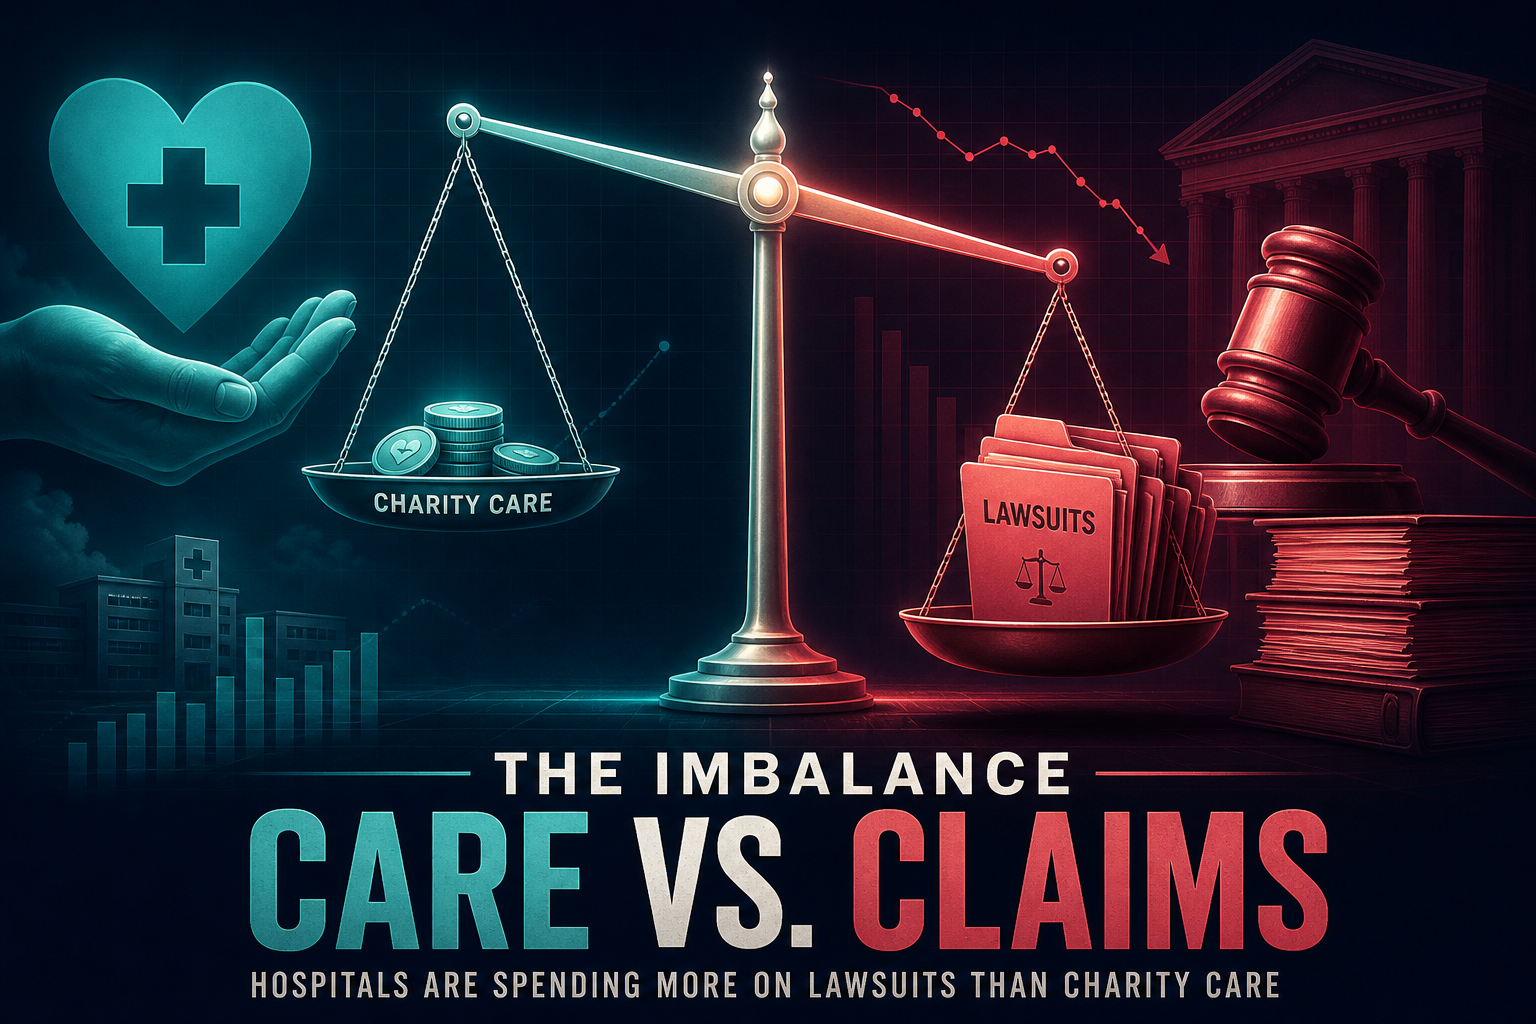 CHARITY CARE
LAWSUITS
THE IMBALANCE
CARE VS. CLAIMS
HOSPITALS ARE SPENDING MORE ON LAWSUITS THAN CHARITY CARE